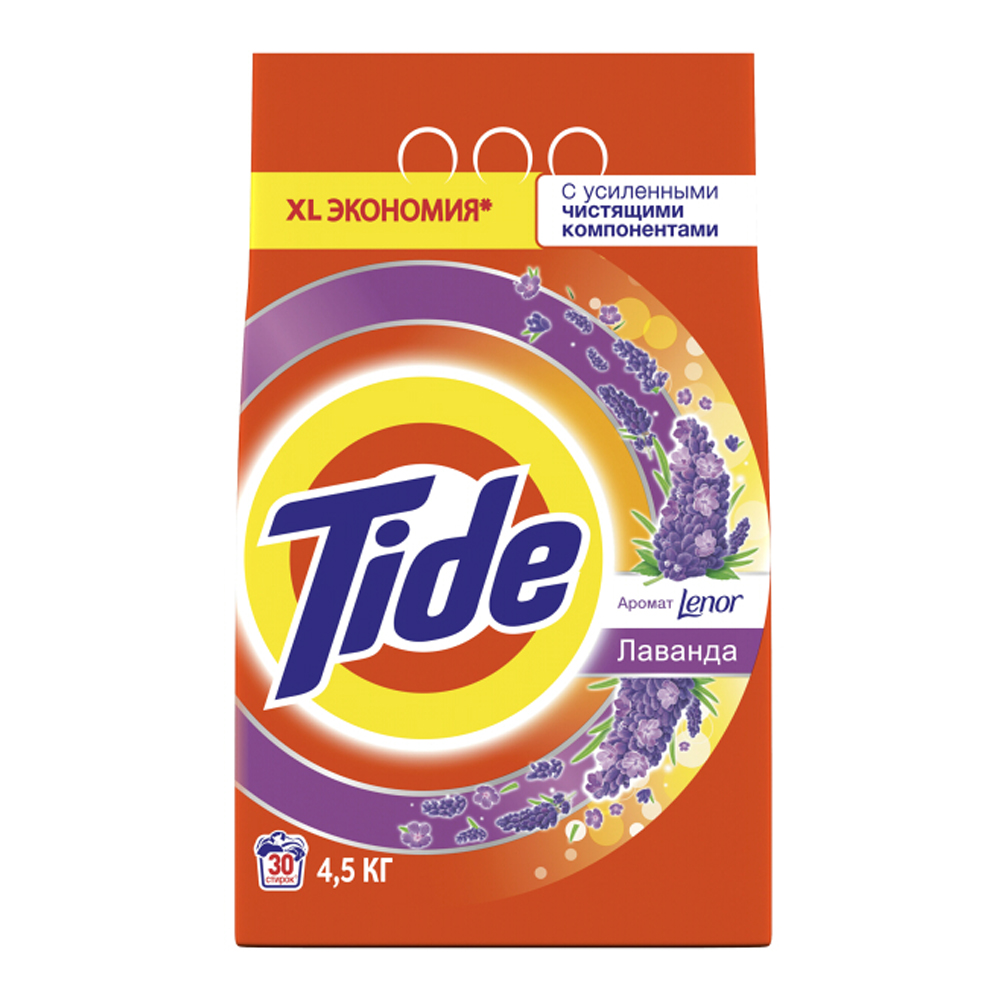 XL ЭКОНОМИЯ*
С усиленными
чистящими
компонентами
Tide
Аромат Lenor
Лаванда
30
стирок
4,5 КГ